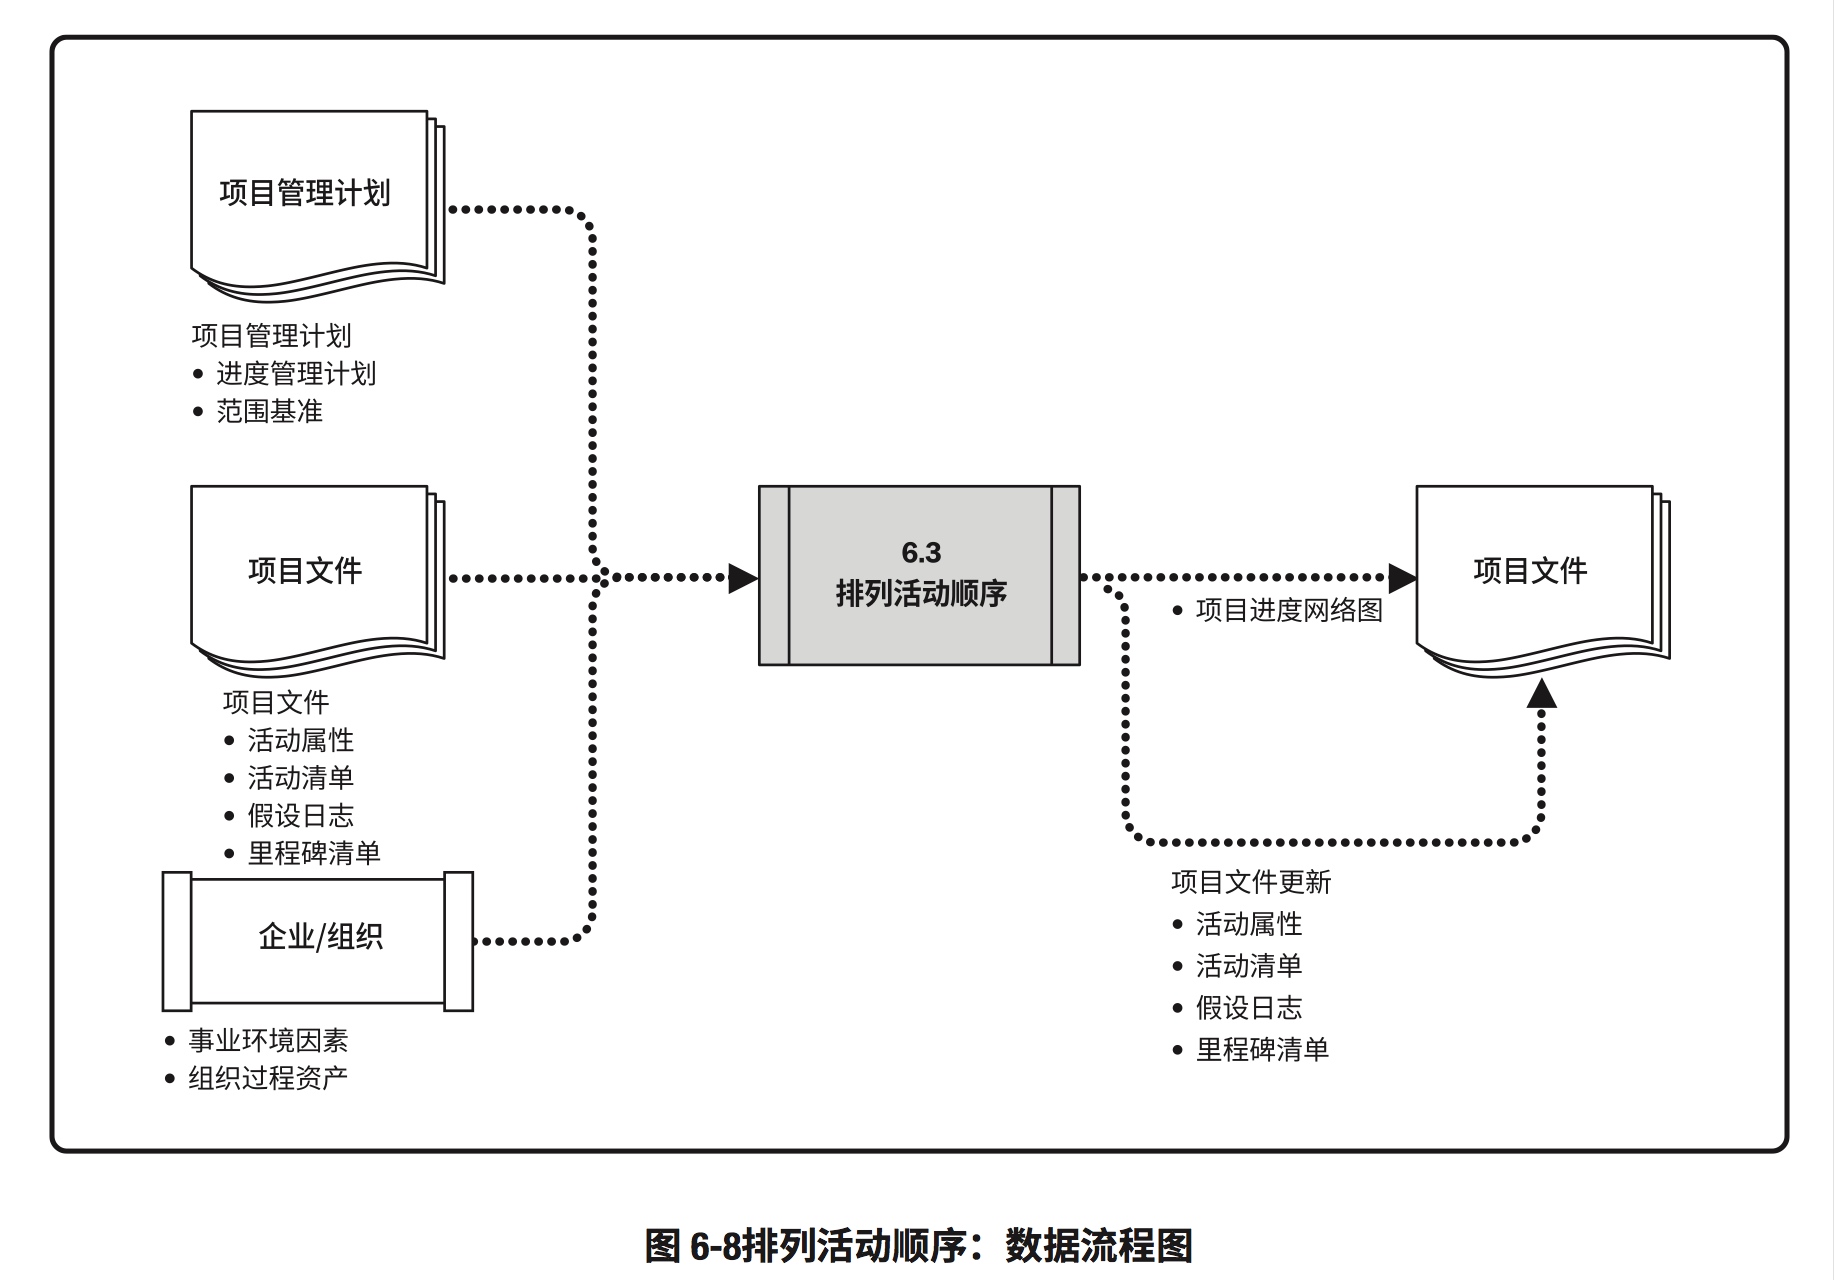 项目管理计划
项目管理计划
• 进度管理计划
• 范围基准
项目文件
项目文件
• 活动属性
• 活动清单
• 假设日志
• 里程碑清单
企业/组织
• 事业环境因素
• 组织过程资产
6.3
排列活动顺序
• 项目进度网络图
项目文件
项目文件更新
• 活动属性
• 活动清单
• 假设日志
• 里程碑清单
图 6-8排列活动顺序：数据流程图